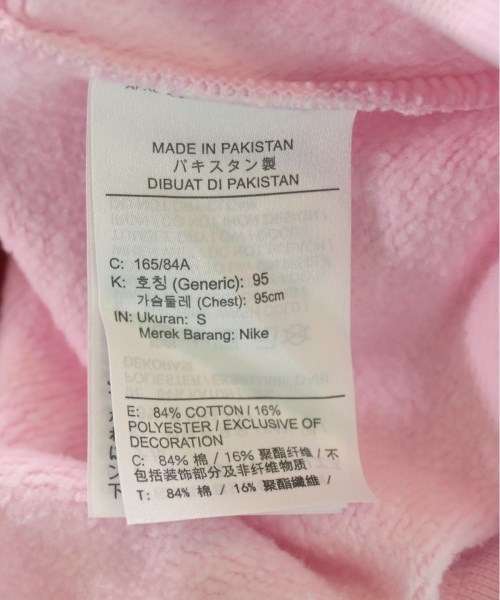 MADE IN PAKISTAN
パキスタン製
DIBUAT DI PAKISTAN
C: 165/84A
K: 호칭 (Generic): 95
가슴둘레 (Chest): 95cm
IN: Ukuran: S
Merek Barang: Nike
E: 84% COTTON / 16%
POLYESTER / EXCLUSIVE OF
DECORATION
C: 84% 棉 / 16% 聚酯纤维 / 不
包括装饰部分及非纤维物质
T: 84% 棉 / 16% 聚酯纖維 /